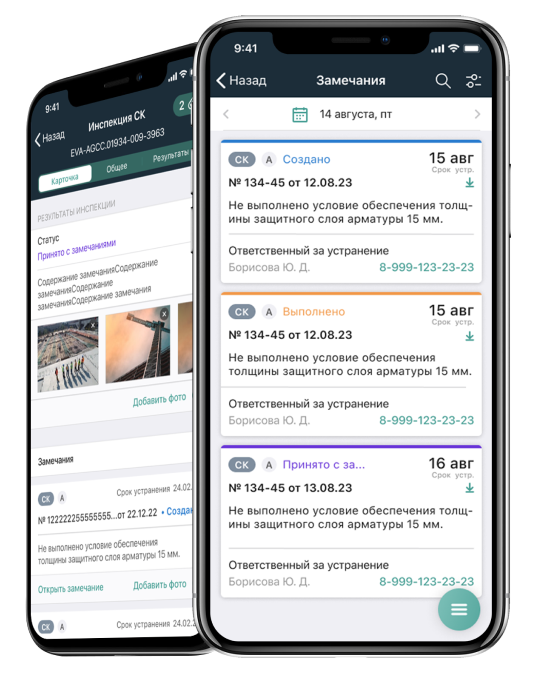 9:41
Назад
Инспекция СК
2
EVA-AGCC.01934-009-3963
Карточка
Общее
Результаты
РЕЗУЛЬТАТЫ ИНСПЕКЦИИ
Статус
Принято с замечаниями
Содержание замечанияСодержание
замечанияСодержание
замечанияСодержание замечания
Добавить фото
Замечания
СК А Срок устранения 24.02.
№ 122222255555555...от 22.12.22 • Создан
Не выполнено условие обеспечения
толщины защитного слоя арматуры 15 мм.
Открыть замечание Добавить фото
СК А Срок устранения 24.02.
9:41
Назад Замечания
14 августа, пт
СК А Создано 15 авг
Срок устр.
№ 134-45 от 12.08.23
Не выполнено условие обеспечения толщ-
ины защитного слоя арматуры 15 мм.
Ответственный за устранение
Борисова Ю. Д. 8-999-123-23-23
СК А Выполнено 15 авг
Срок устр.
№ 134-45 от 12.08.23
Не выполнено условие обеспечения
толщины защитного слоя арматуры 15 мм.
Ответственный за устранение
Борисова Ю. Д. 8-999-123-23-23
СК А Принято с за... 16 авг
Срок устр.
№ 134-45 от 13.08.23
Не выполнено условие обеспечения толщ-
ины защитного слоя арматуры 15 мм.
Ответственный за устранение
Борисова Ю. Д. 8-999-123-23-23